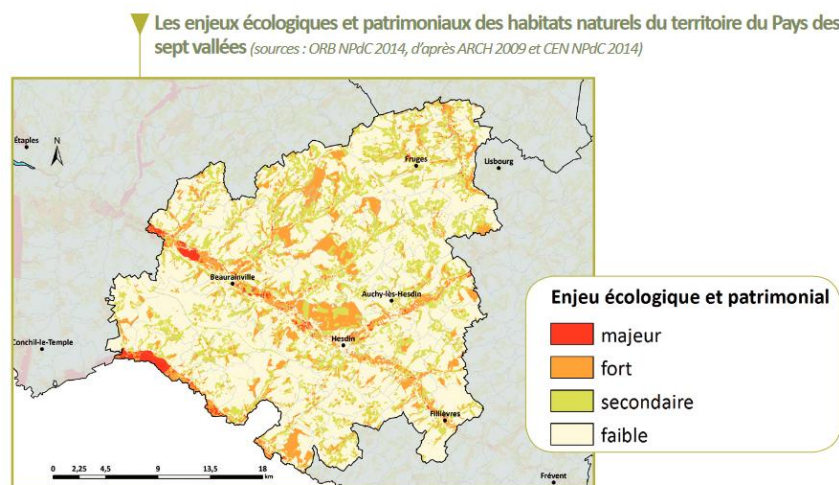 Les enjeux écologiques et patrimoniaux des habitats naturels du territoire du Pays des
sept vallées (sources : ORB NPdC 2014, d'après ARCH 2009 et CEN NPdC 2014)
Étaples
N
Fruges
Lisbourg
Beaurainville
Auchy-lès-Hesdin
Conchil-le-Temple
Hesdin
Fillièvres
Frévent
0 2,25 4,5 9 13,5 18
km
Enjeu écologique et patrimonial
majeur
fort
secondaire
faible